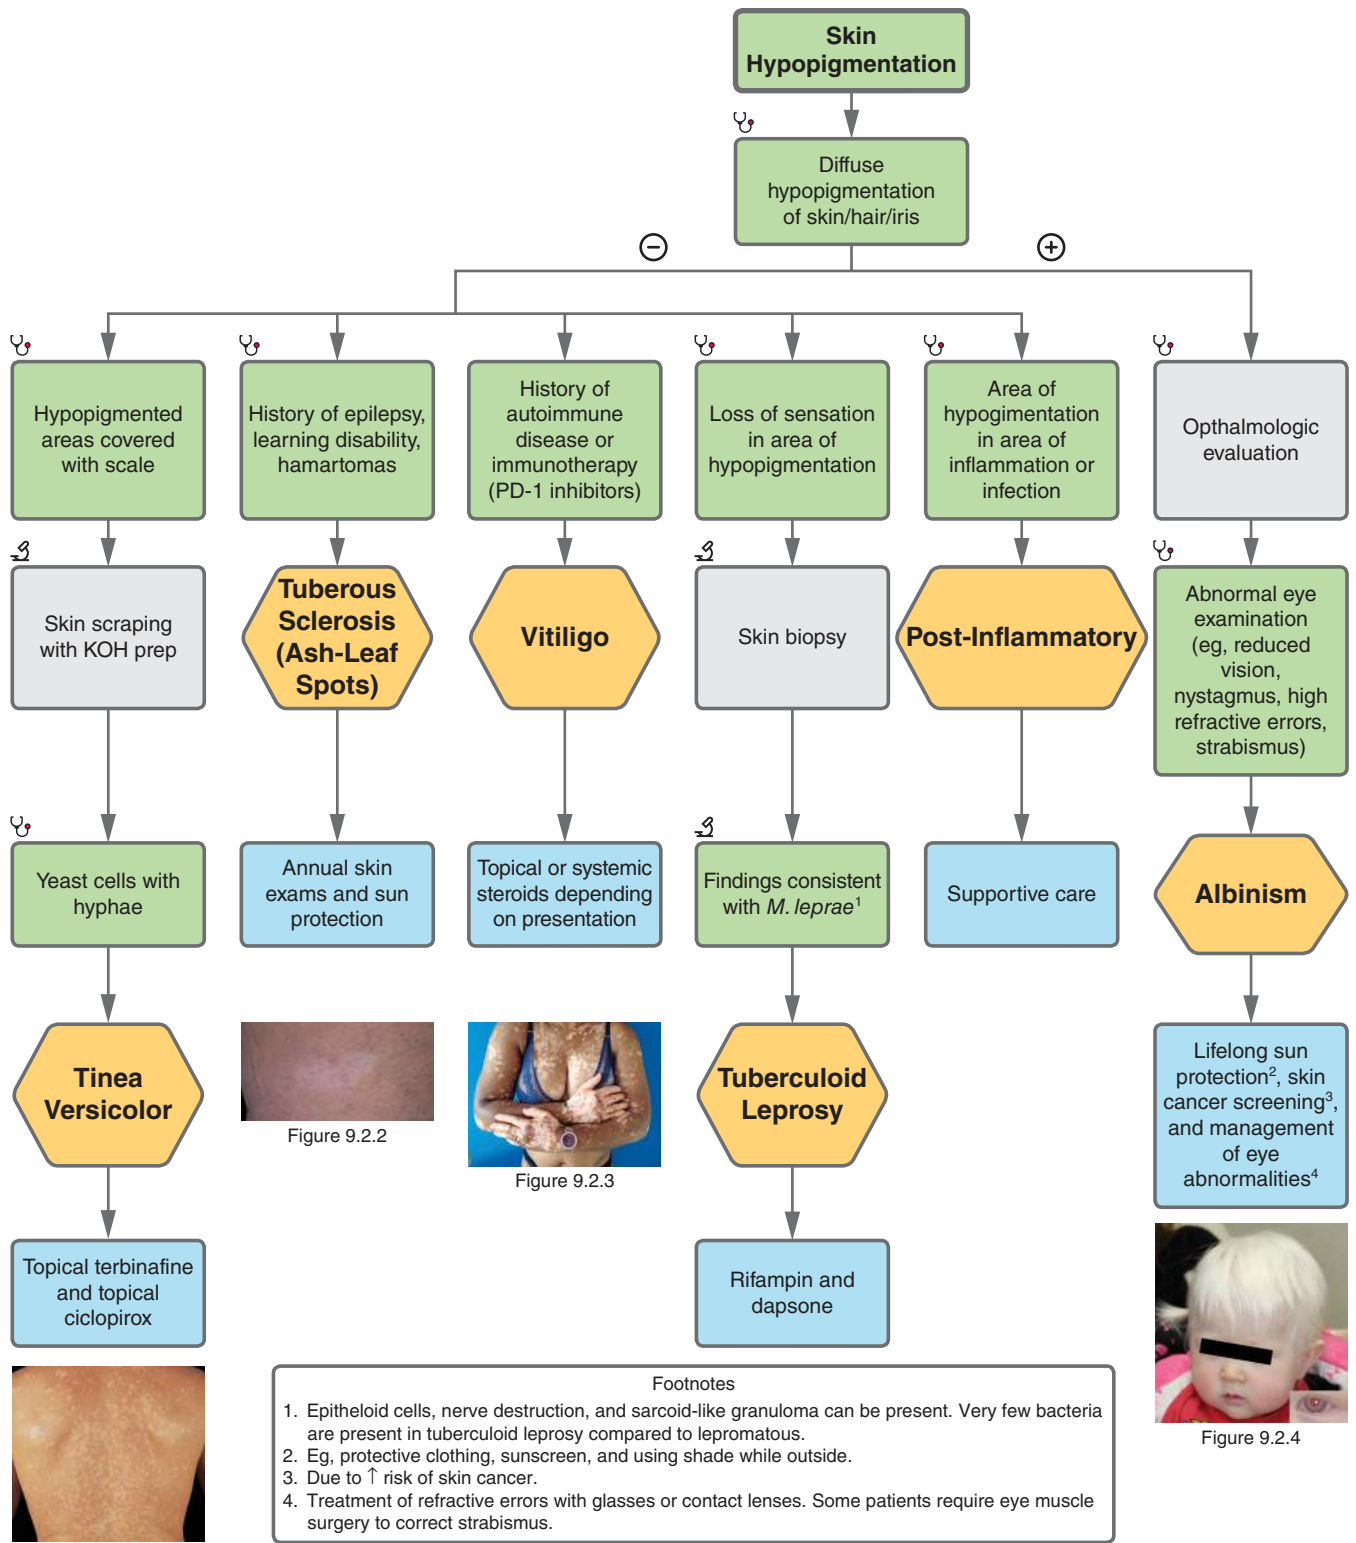 Skin
Hypopigmentation
Diffuse
hypopigmentation
of skin/hair/iris
−
+
Hypopigmented
areas covered
with scale
History of epilepsy,
learning disability,
hamartomas
History of
autoimmune
disease or
immunotherapy
(PD-1 inhibitors)
Loss of sensation
in area of
hypopigmentation
Area of
hypogimentation
in area of
inflammation or
infection
Opthalmologic
evaluation
Skin scraping
with KOH prep
Tuberous
Sclerosis
(Ash-Leaf
Spots)
Vitiligo
Skin biopsy
Post-Inflammatory
Abnormal eye
examination
(eg, reduced
vision,
nystagmus, high
refractive errors,
strabismus)
Yeast cells with
hyphae
Annual skin
exams and sun
protection
Topical or systemic
steroids depending
on presentation
Findings consistent
with M. leprae1
Supportive care
Albinism
Tinea
Versicolor
Figure 9.2.2
Figure 9.2.3
Tuberculoid
Leprosy
Lifelong sun
protection2, skin
cancer screening3,
and management
of eye
abnormalities4
Topical terbinafine
and topical
ciclopirox
Rifampin and
dapsone
Figure 9.2.4
Footnotes
1. Epitheloid cells, nerve destruction, and sarcoid-like granuloma can be present. Very few bacteria
are present in tuberculoid leprosy compared to lepromatous.
2. Eg, protective clothing, sunscreen, and using shade while outside.
3. Due to ↑ risk of skin cancer.
4. Treatment of refractive errors with glasses or contact lenses. Some patients require eye muscle
surgery to correct strabismus.